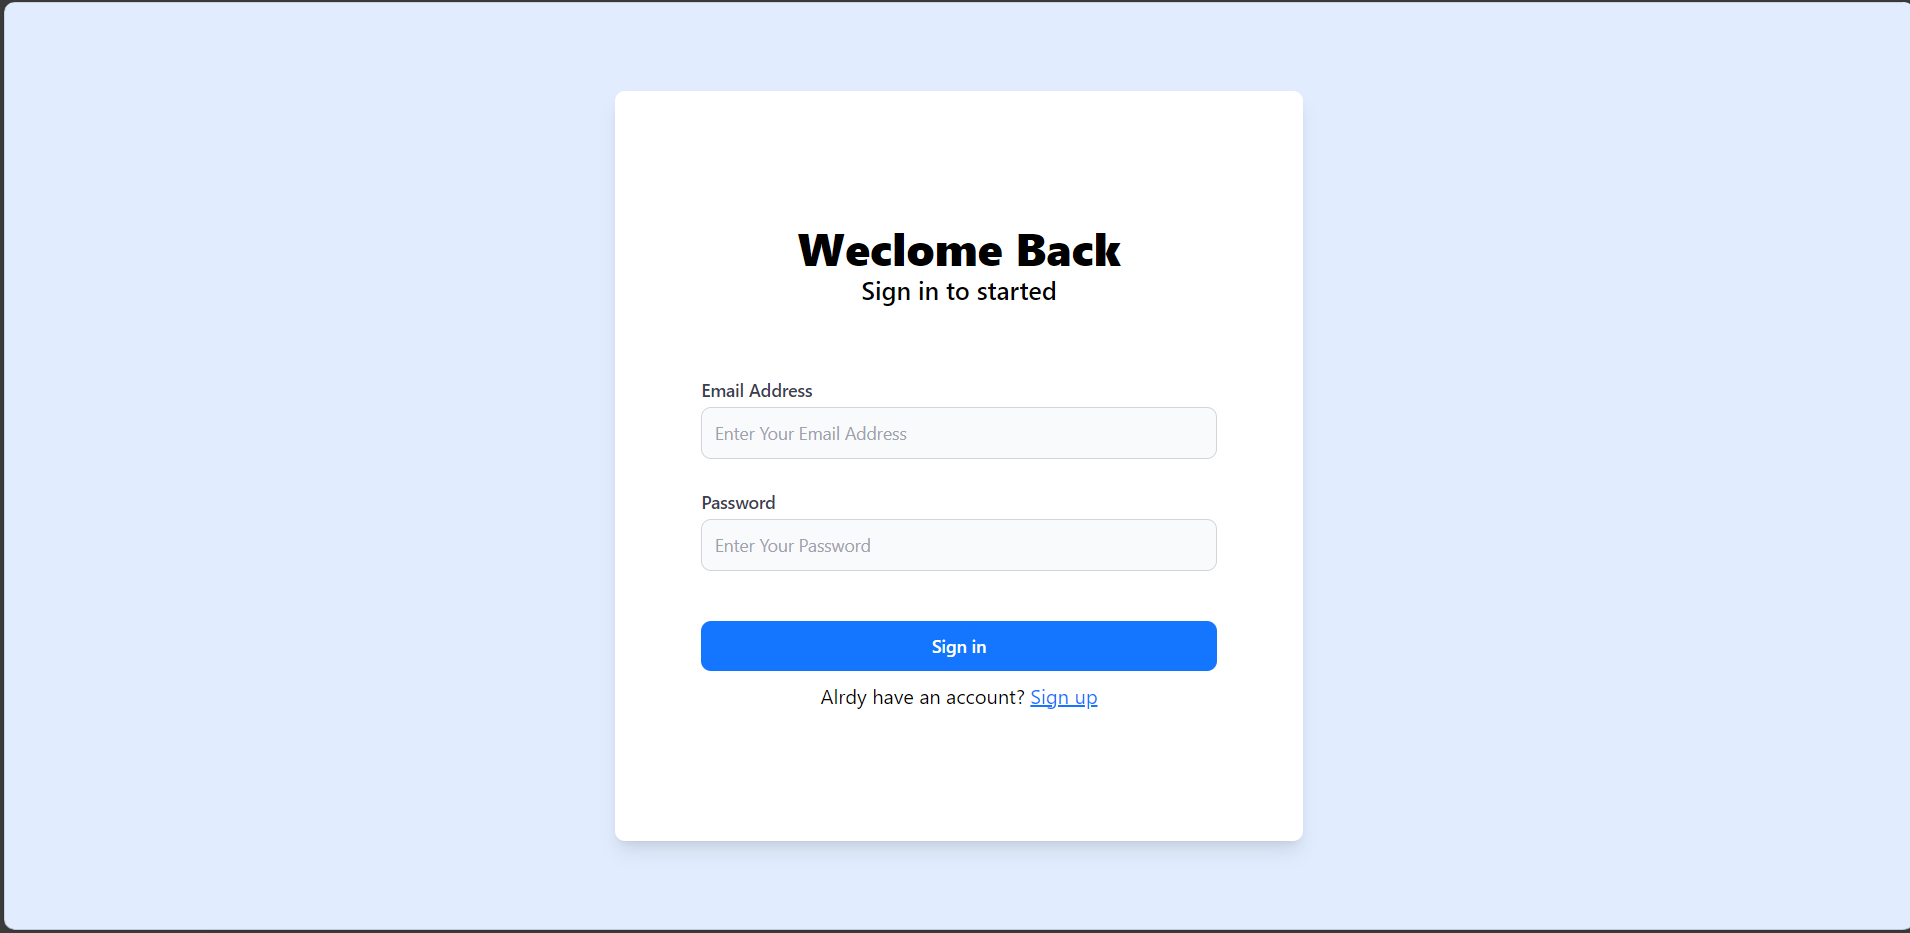 Weclome Back
Sign in to started
Email Address
Enter Your Email Address
Password
Enter Your Password
Sign in
Alrdy have an account? Sign up